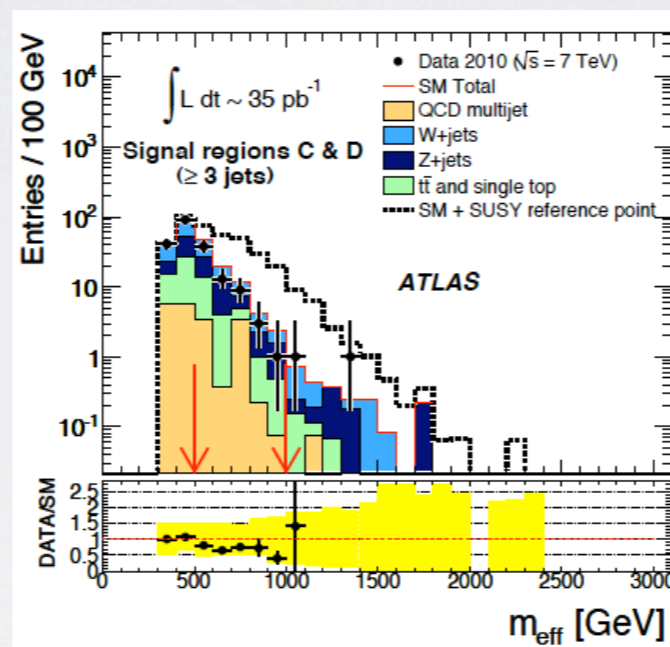 Entries / 100 GeV
10⁴
10³
10²
10
1
10⁻¹
∫ L dt ~ 35 pb⁻¹
Signal regions C & D
(≥ 3 jets)
Data 2010 (√s = 7 TeV)
SM Total
QCD multijet
W+jets
Z+jets
tt̄ and single top
SM + SUSY reference point
ATLAS
DATA/SM
2.5
2
1.5
1
0.5
0
0 500 1000 1500 2000 2500 3000
m_eff [GeV]